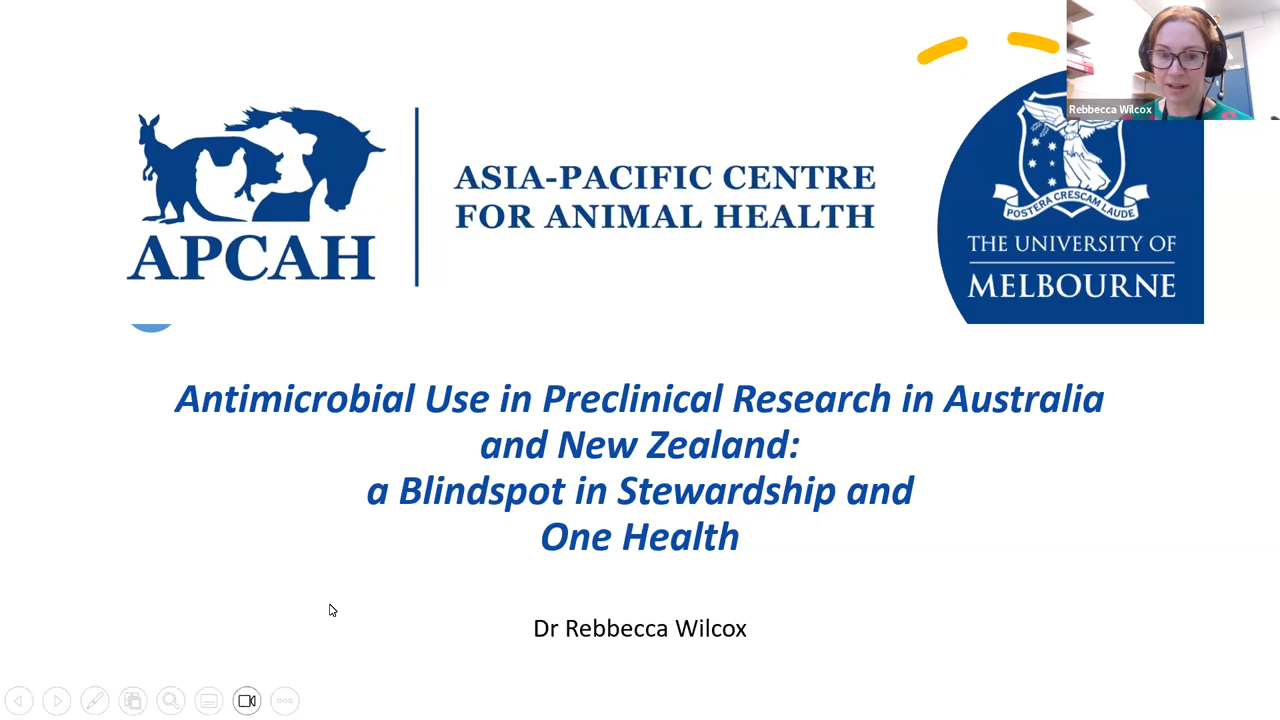 Rebbecca Wilcox
APCAH
ASIA-PACIFIC CENTRE
FOR ANIMAL HEALTH
POSTERA CRESCAM LAUDE
THE UNIVERSITY OF
MELBOURNE
Antimicrobial Use in Preclinical Research in Australia
and New Zealand:
a Blindspot in Stewardship and
One Health
Dr Rebbecca Wilcox